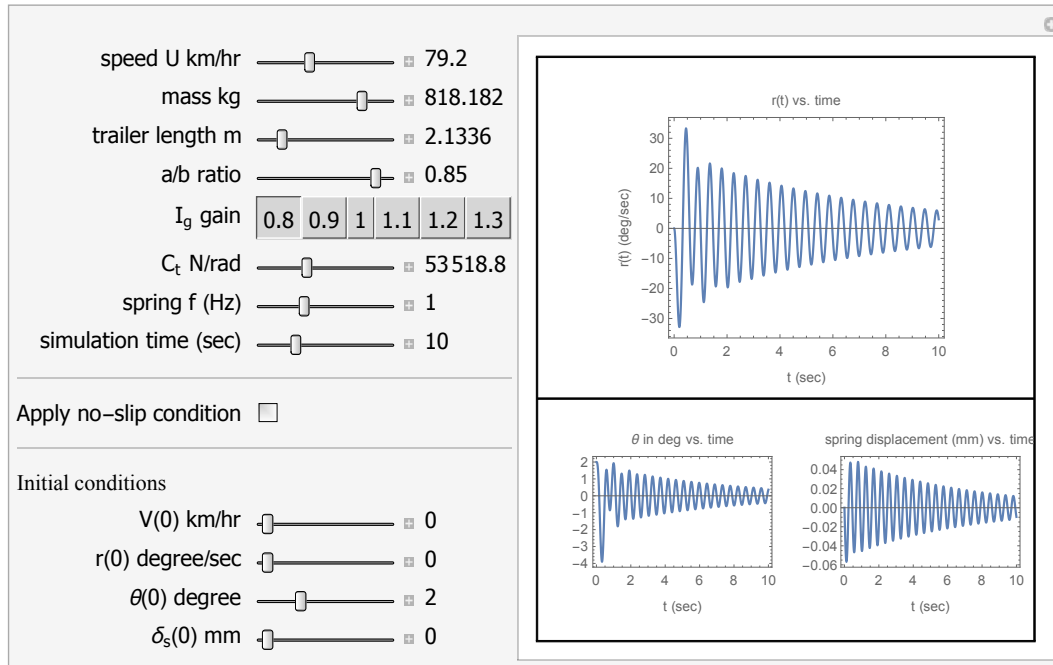 speed U km/hr 79.2
mass kg 818.182
trailer length m 2.1336
a/b ratio 0.85
I_g gain 0.8 0.9 1 1.1 1.2 1.3
C_t N/rad 53518.8
spring f (Hz) 1
simulation time (sec) 10
Apply no-slip condition
Initial conditions
V(0) km/hr 0
r(0) degree/sec 0
θ(0) degree 2
δ_s(0) mm 0
r(t) vs. time
r(t) (deg/sec)
30
20
10
0
−10
−20
−30
0 2 4 6 8 10
t (sec)
θ in deg vs. time
2
1
0
−1
−2
−3
−4
0 2 4 6 8 10
t (sec)
spring displacement (mm) vs. time
0.04
0.02
0.00
−0.02
−0.04
−0.06
0 2 4 6 8 10
t (sec)